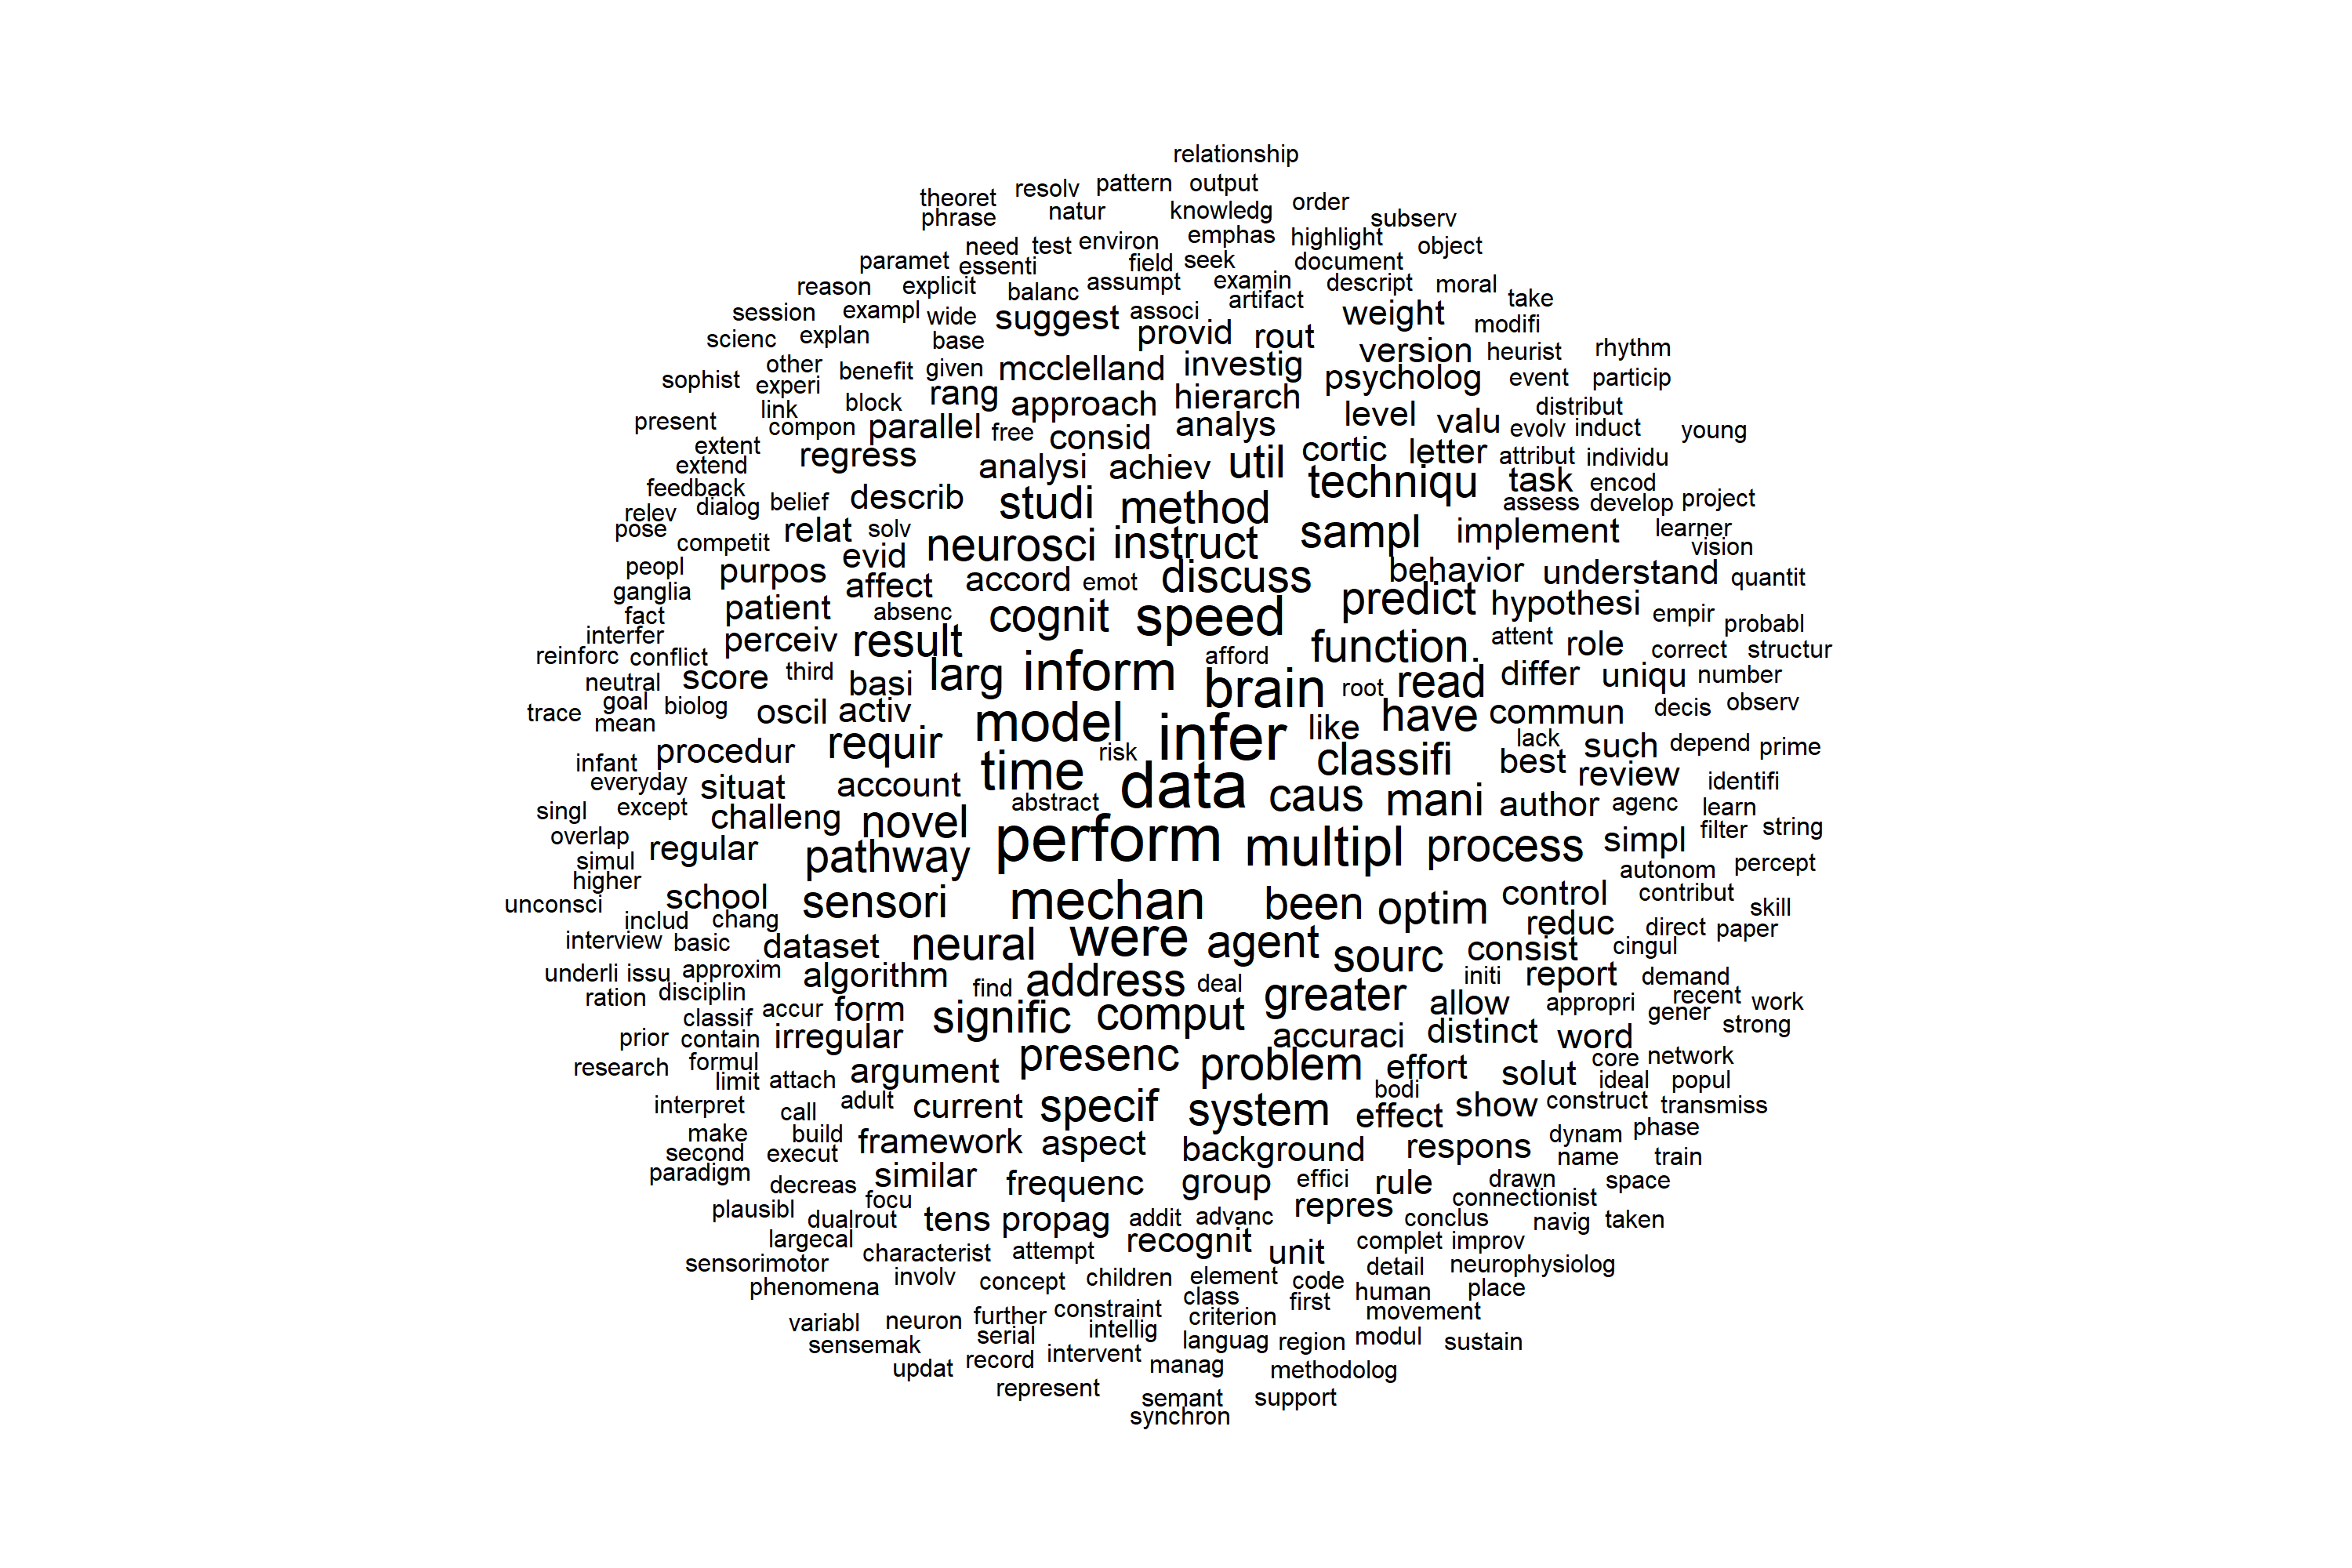 relationship
theoret resolv pattern output
phrase natur knowledg order subserv
need test environ emphas highlight object
paramet essenti field seek document
reason explicit balanc assumpt examin descript moral
session exampl wide suggest associ artifact weight take
scienc explan base provid rout version modifi
other benefit given mcclelland investig psycholog heurist rhythm
sophist experi rang approach hierarch event particip
present link block parallel free consid analys level valu distribut
extent compon regress evolv induct young
extend analysi achiev util cortic letter attribut individu
feedback belief describ studi method techniqu task encod
relev dialog assess develop project
pose competit relat solv neurosci instruct sampl implement learner vision
peopl purpos evid affect accord emot discuss behavior understand quantit
ganglia patient absenc cognit speed predict hypothesi empir probabl
fact
interfer perceiv result function. attent role correct structur
reinforc conflict larg inform afford
neutral score third basi brain root read differ uniqu number
trace goal biolog oscil activ model have commun decis observ
mean
procedur requir infer like lack such depend prime
infant time risk classifi best review identifi
everyday situat account data caus mani author agenc learn
singl except challeng novel abstract filter string
overlap regular pathway perform multipl process simpl
simul autonom percept
higher school sensori mechan been optim control contribut skill
unconsci includ chang reduc direct paper
interview basic dataset neural were agent sourc consist cingul
underli issu approxim algorithm find address deal initi report demand
ration disciplin accur form greater allow appropri recent work
classif irregular signific comput accuraci distinct word gener strong
prior contain
research formul argument presenc problem effort solut core network
limit attach bodi ideal popul
interpret call adult current specif system effect show construct transmiss
make build framework aspect background respons dynam phase
second execut name train
paradigm decreas similar frequenc group effici rule drawn space
plausibl dualrout focu tens propag addit advanc repres conclus connectionist navig taken
largecal characterist attempt recognit unit complet improv
sensorimotor involv concept children element code detail neurophysiolog
phenomena class first human place
variabl neuron further constraint criterion movement
sensemak serial intellig languag region modul sustain
updat record intervent manag methodolog
represent semant support
synchron